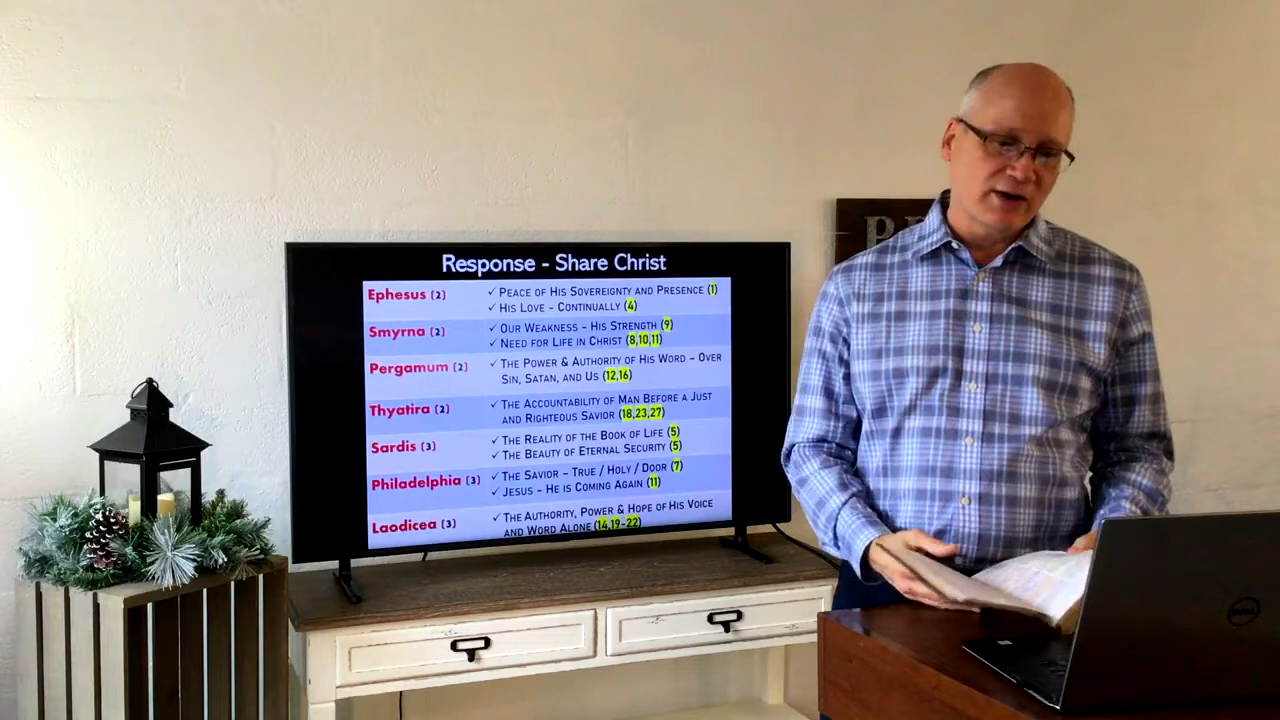 Response - Share Christ
Ephesus (2)
✓ PEACE OF HIS SOVEREIGNTY AND PRESENCE (1)
✓ HIS LOVE – CONTINUALLY (4)
Smyrna (2)
✓ OUR WEAKNESS – HIS STRENGTH (9)
✓ NEED FOR LIFE IN CHRIST (8,10,11)
Pergamum (2)
✓ THE POWER & AUTHORITY OF HIS WORD – OVER
SIN, SATAN, AND US (12,16)
Thyatira (2)
✓ THE ACCOUNTABILITY OF MAN BEFORE A JUST
AND RIGHTEOUS SAVIOR (18,23,27)
Sardis (3)
✓ THE REALITY OF THE BOOK OF LIFE (5)
✓ THE BEAUTY OF ETERNAL SECURITY (5)
Philadelphia (3)
✓ THE SAVIOR – TRUE / HOLY / DOOR (7)
✓ JESUS – HE IS COMING AGAIN (11)
Laodicea (3)
✓ THE AUTHORITY, POWER & HOPE OF HIS VOICE
AND WORD ALONE (14,19-22)
DELL